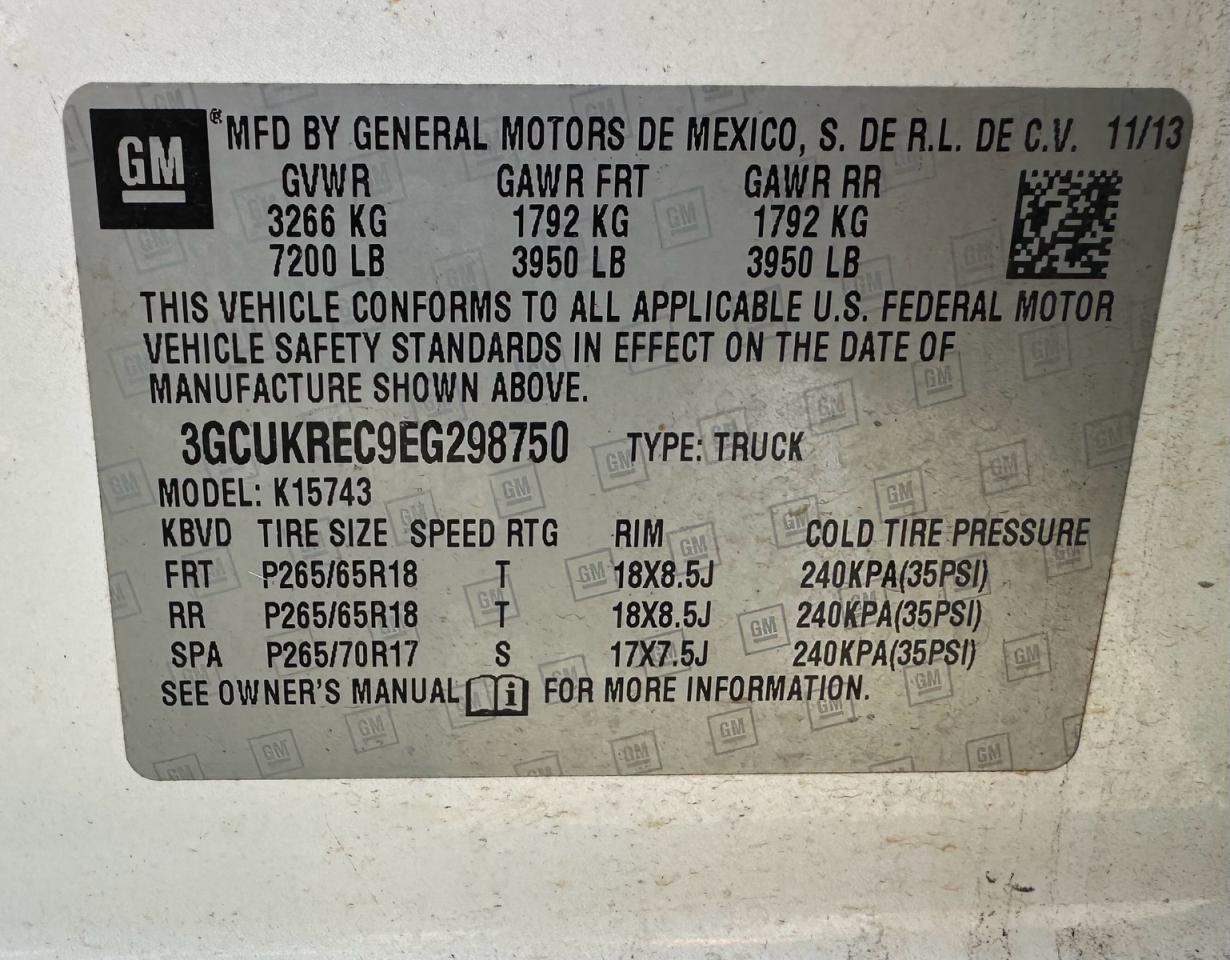 GM® MFD BY GENERAL MOTORS DE MEXICO, S. DE R.L. DE C.V. 11/13
GVWR GAWR FRT GAWR RR
3266 KG 1792 KG 1792 KG
7200 LB 3950 LB 3950 LB
THIS VEHICLE CONFORMS TO ALL APPLICABLE U.S. FEDERAL MOTOR
VEHICLE SAFETY STANDARDS IN EFFECT ON THE DATE OF
MANUFACTURE SHOWN ABOVE.
3GCUKREC9EG298750 TYPE: TRUCK
MODEL: K15743
KBVD TIRE SIZE SPEED RTG RIM COLD TIRE PRESSURE
FRT P265/65R18 T 18X8.5J 240KPA(35PSI)
RR P265/65R18 T 18X8.5J 240KPA(35PSI)
SPA P265/70R17 S 17X7.5J 240KPA(35PSI)
SEE OWNER'S MANUAL i FOR MORE INFORMATION.